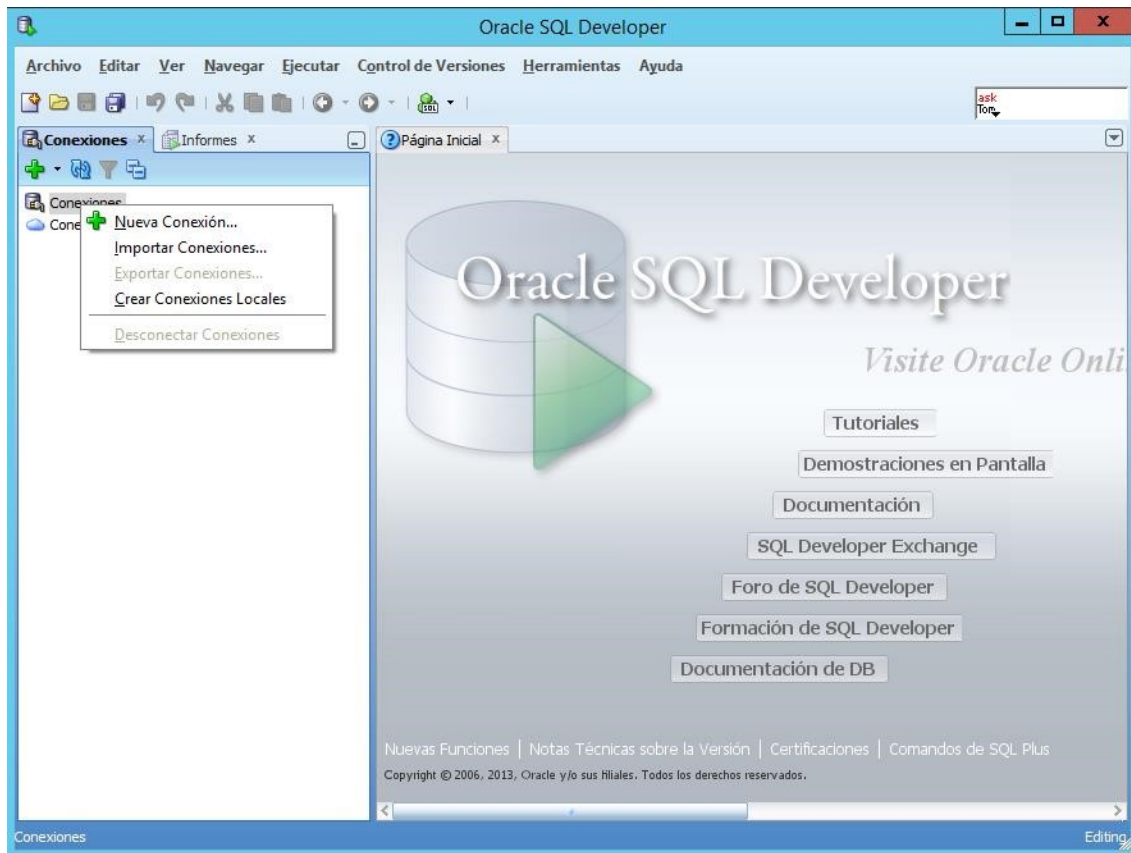 Oracle SQL Developer
Archivo Editar Ver Navegar Ejecutar Control de Versiones Herramientas Ayuda
SQL
ask
Tom
Conexiones x Informes x
Página Inicial x
Conexiones
Cone
Nueva Conexión...
Importar Conexiones...
Exportar Conexiones...
Crear Conexiones Locales
Desconectar Conexiones
Oracle SQL Developer
Visite Oracle Onli
Tutoriales
Demostraciones en Pantalla
Documentación
SQL Developer Exchange
Foro de SQL Developer
Formación de SQL Developer
Documentación de DB
Nuevas Funciones | Notas Técnicas sobre la Versión | Certificaciones | Comandos de SQL Plus
Copyright © 2006, 2013, Oracle y/o sus filiales. Todos los derechos reservados.
Conexiones
Editing